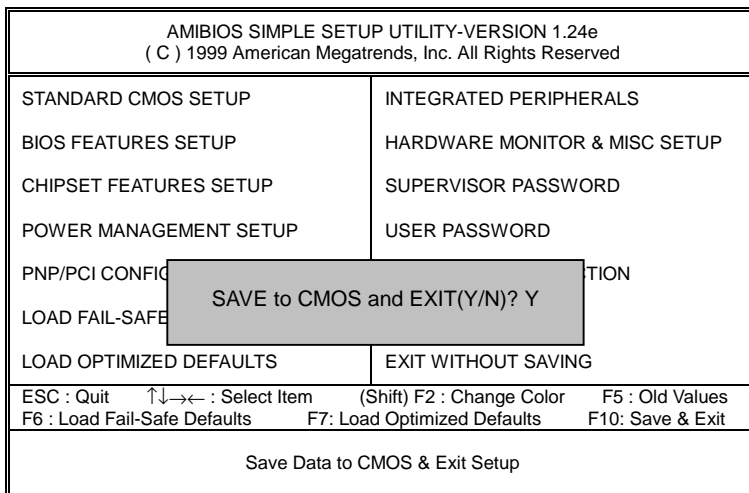 AMIBIOS SIMPLE SETUP UTILITY-VERSION 1.24e
( C ) 1999 American Megatrends, Inc. All Rights Reserved
STANDARD CMOS SETUP
BIOS FEATURES SETUP
CHIPSET FEATURES SETUP
POWER MANAGEMENT SETUP
PNP/PCI
LOAD FAIL-SAFE
LOAD OPTIMIZED DEFAULTS
INTEGRATED PERIPHERALS
HARDWARE MONITOR & MISC SETUP
SUPERVISOR PASSWORD
USER PASSWORD
EXIT WITHOUT SAVING
SAVE to CMOS and EXIT(Y/N)? Y
ESC : Quit ↑↓→← : Select Item (Shift) F2 : Change Color F5 : Old Values
F6 : Load Fail-Safe Defaults F7: Load Optimized Defaults F10: Save & Exit
Save Data to CMOS & Exit Setup